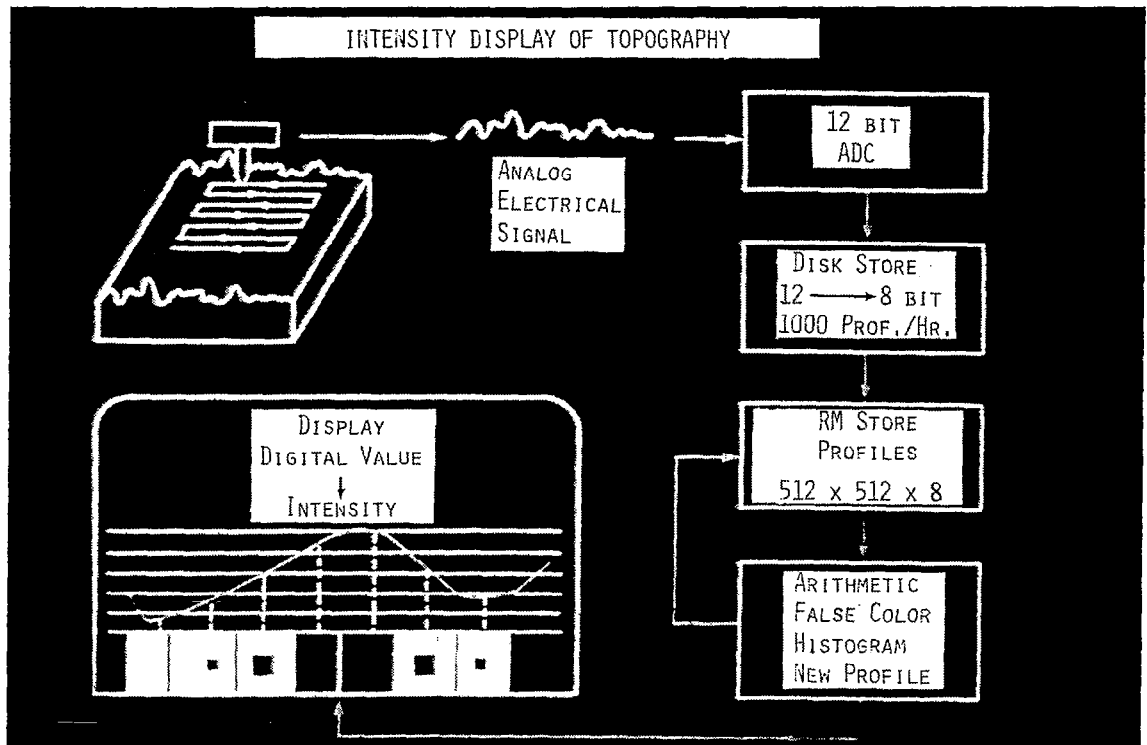 INTENSITY DISPLAY OF TOPOGRAPHY
ANALOG
ELECTRICAL
SIGNAL
12 BIT
ADC
DISK STORE
12 → 8 BIT
1000 PROF./HR.
RM STORE
PROFILES
512 x 512 x 8
ARITHMETIC
FALSE COLOR
HISTOGRAM
NEW PROFILE
DISPLAY
DIGITAL VALUE
↓
INTENSITY